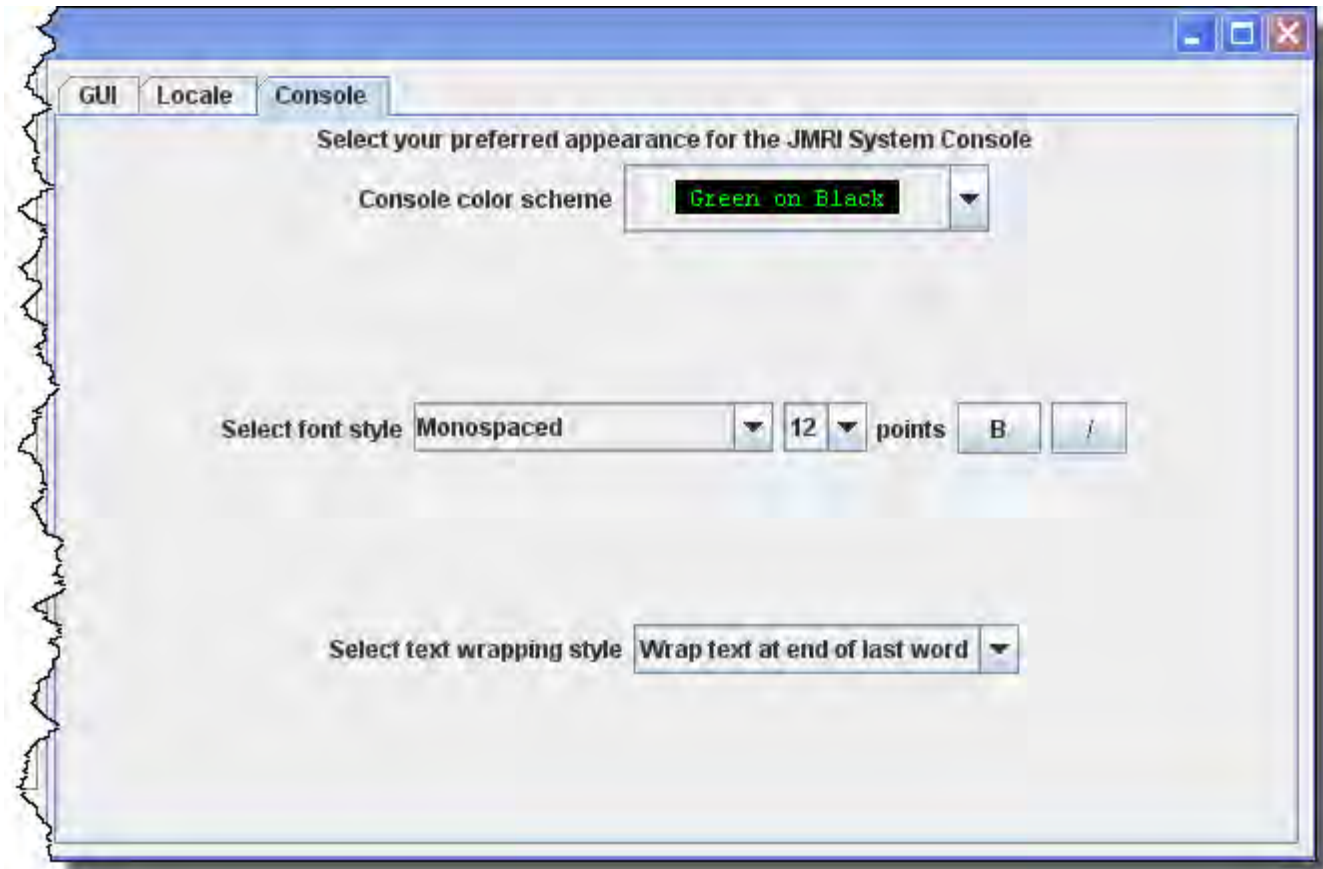 GUI Locale Console
Select your preferred appearance for the JMRI System Console
Console color scheme Green on Black
Select font style Monospaced 12 points B I
Select text wrapping style Wrap text at end of last word